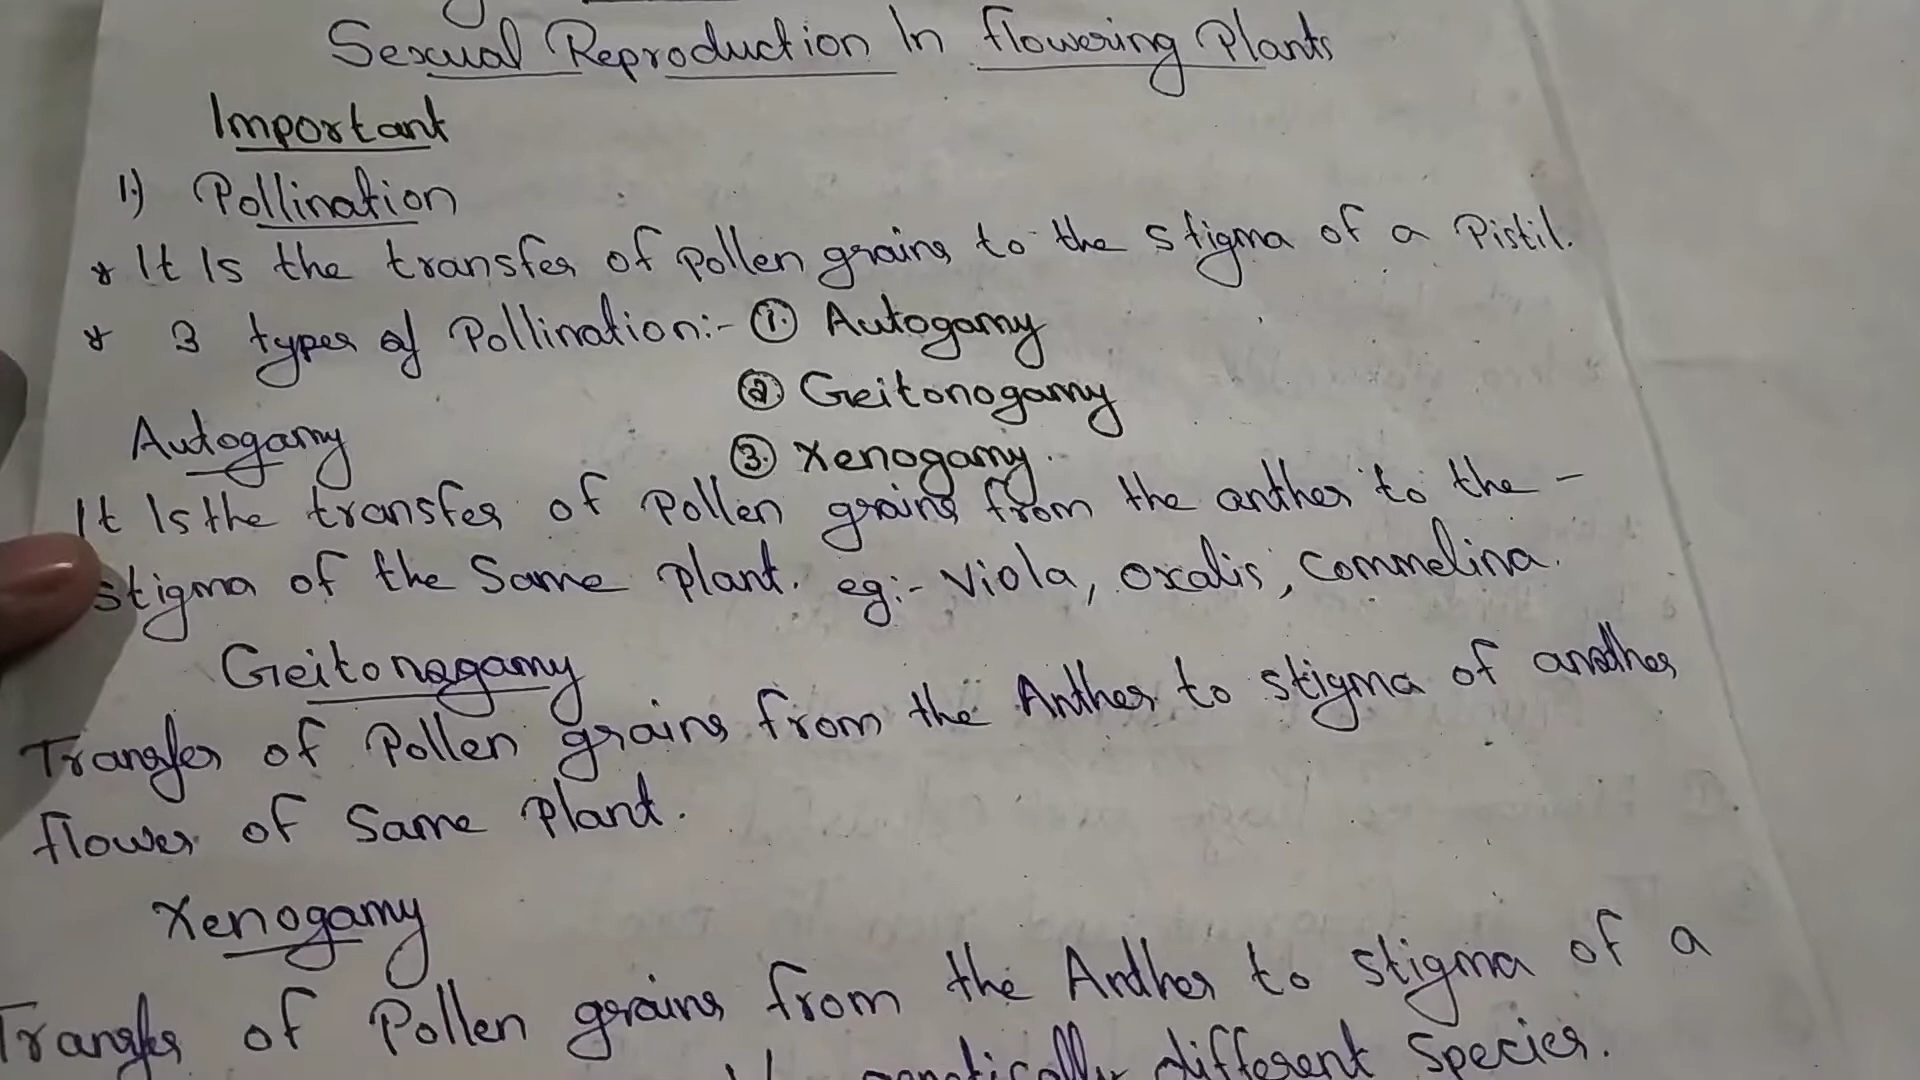 Sexual Reproduction In flowering Plants
Important
1) Pollination
* It Is the transfer of pollen grains to the stigma of a Pistil.
* 3 types of Pollination:- ① Autogamy
② Geitonogamy
③ Xenogamy.
Autogamy
It Is the transfer of Pollen grains from the anther to the -
stigma of the Same plant. eg:- Viola, oxalis, Commelina.
Geitonogamy
Transfer of Pollen grains from the Anther to stigma of another
flower of Same Plant.
Xenogamy
Transfer of Pollen grains from the Anther to stigma of a
genetically different Species.